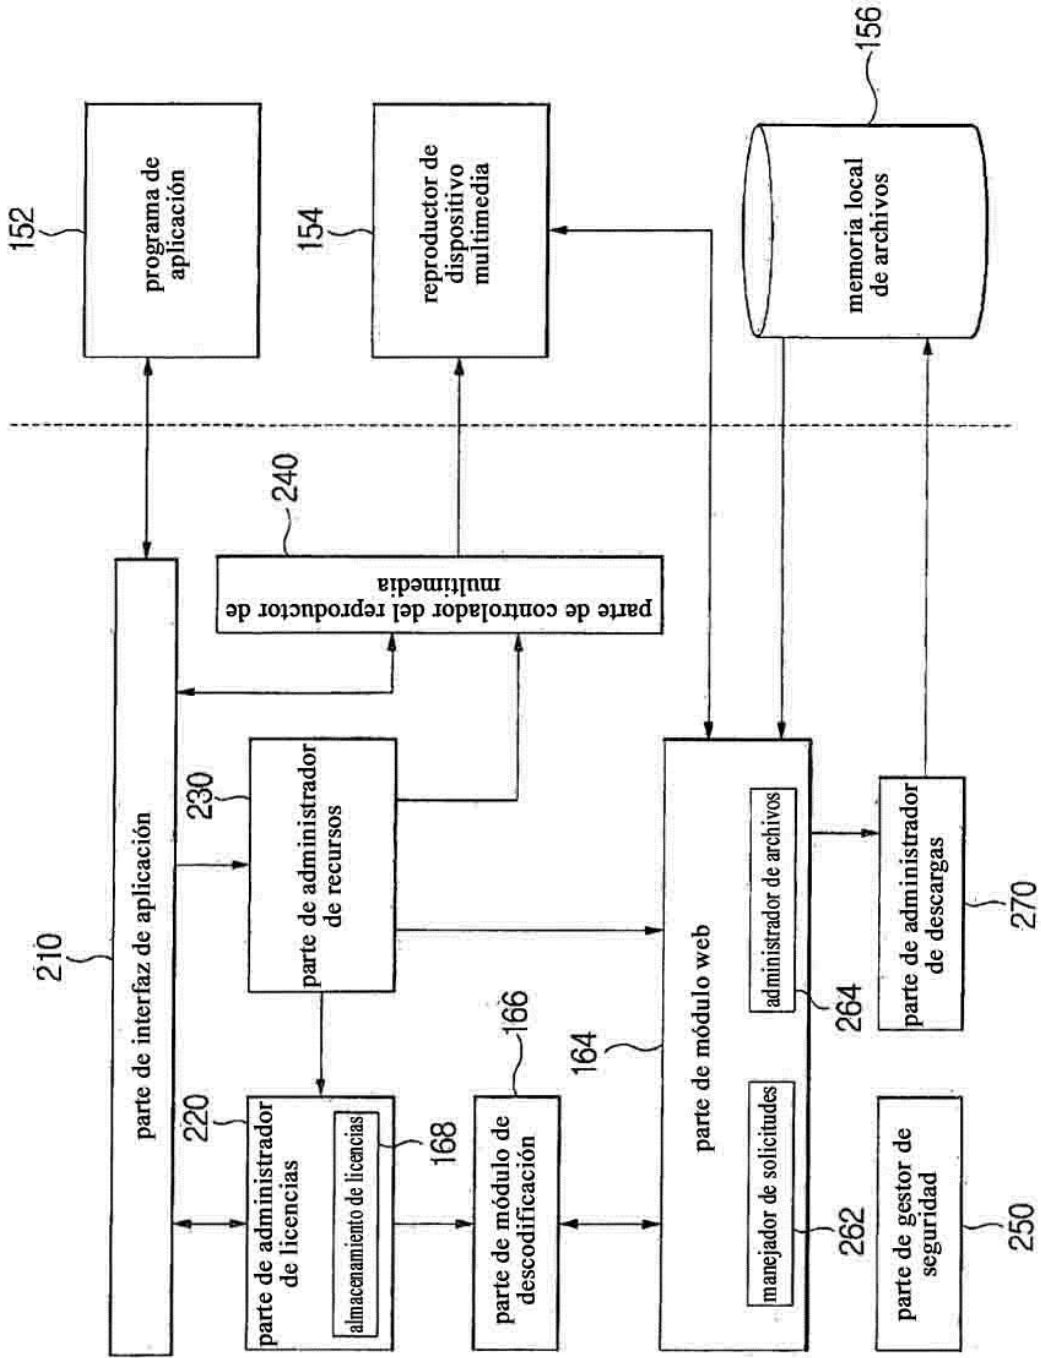 210
parte de interfaz de aplicación
152
programa de
aplicación
220
parte de administrador
de licencias
almacenamiento de licencias
168
230
parte de administrador
de recursos
240
parte de controlador del reproductor de
multimedia
154
reproductor de
dispositivo
multimedia
166
parte de módulo de
descodificación
164
parte de módulo web
manejador de solicitudes
262
administrador de archivos
264
156
memoria local
de archivos
parte de gestor de
seguridad
250
parte de administrador
de descargas
270